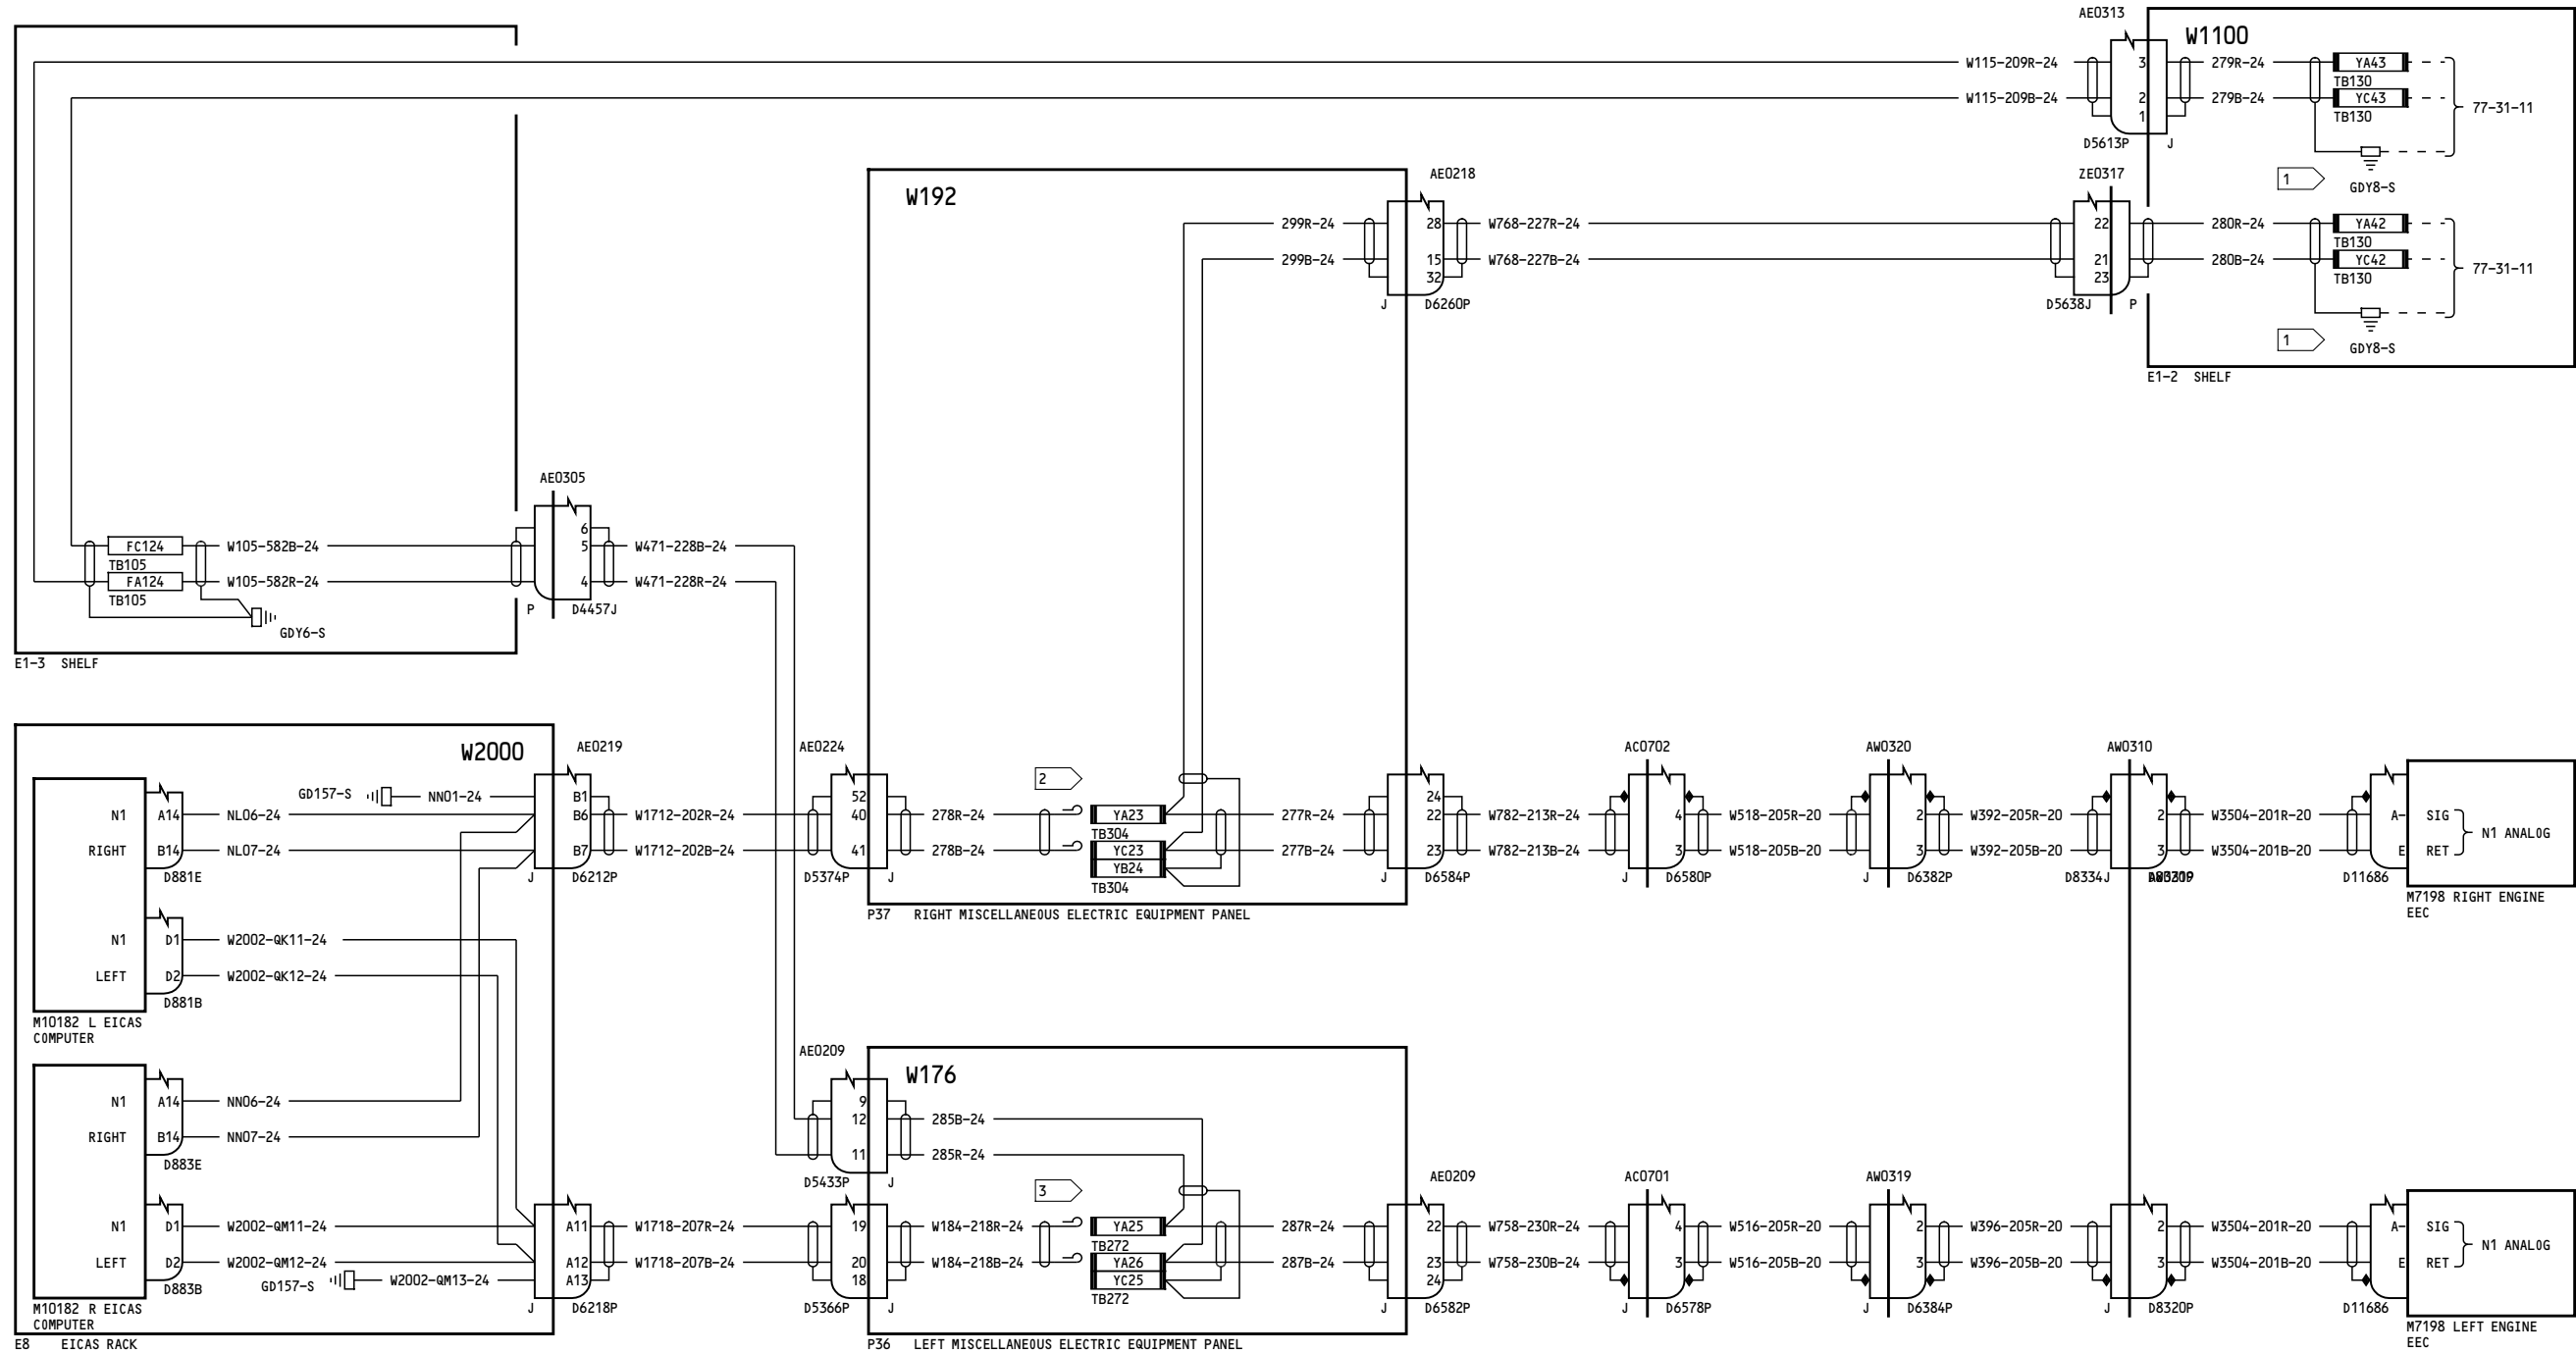 AE0313
W1100
W115-209R-24
3
279R-24
YA43
TB130
W115-209B-24
2
279B-24
YC43
TB130
77-31-11
1
D5613P
J
1
GDY8-S
ZE0317
W192
AE0218
299R-24
28
W768-227R-24
22
280R-24
YA42
TB130
299B-24
15
W768-227B-24
21
280B-24
YC42
TB130
77-31-11
32
23
J
D6260P
D5638J
P
1
GDY8-S
E1-2 SHELF
AE0305
6
FC124
W105-582B-24
5
W471-228B-24
TB105
FA124
W105-582R-24
4
W471-228R-24
TB105
P
D4457J
GDY6-S
E1-3 SHELF
W2000
AE0219
AE0224
AC0702
AW0320
AW0310
2
GD157-S
NN01-24
B1
52
24
N1
A14
NL06-24
B6
W1712-202R-24
40
278R-24
YA23
277R-24
22
W782-213R-24
4
W518-205R-20
2
W392-205R-20
2
W3504-201R-20
A-
SIG
TB304
N1 ANALOG
RIGHT
B14
NL07-24
B7
W1712-202B-24
41
278B-24
YC23
277B-24
23
W782-213B-24
3
W518-205B-20
3
W392-205B-20
3
W3504-201B-20
E
RET
YB24
D881E
J
D6212P
D5374P
J
TB304
J
D6584P
J
D6580P
J
D6382P
D8334J
D11686
M7198 RIGHT ENGINE
EEC
P37 RIGHT MISCELLANEOUS ELECTRIC EQUIPMENT PANEL
N1
D1
W2002-QK11-24
LEFT
D2
W2002-QK12-24
D881B
M10182 L EICAS
COMPUTER
AE0209
W176
N1
A14
NN06-24
9
12
285B-24
RIGHT
B14
NN07-24
11
285R-24
D883E
D5433P
J
3
AE0209
AC0701
AW0319
N1
D1
W2002-QM11-24
A11
W1718-207R-24
19
W184-218R-24
YA25
287R-24
22
W758-230R-24
4
W516-205R-20
2
W396-205R-20
2
W3504-201R-20
A-
SIG
TB272
N1 ANALOG
LEFT
D2
W2002-QM12-24
A12
W1718-207B-24
20
W184-218B-24
YA26
287B-24
23
W758-230B-24
3
W516-205B-20
3
W396-205B-20
3
W3504-201B-20
E
RET
D883B
GD157-S
W2002-QM13-24
A13
18
YC25
24
TB272
J
D6218P
D5366P
J
J
D6582P
J
D6578P
J
D6384P
J
D8320P
D11686
M10182 R EICAS
COMPUTER
M7198 LEFT ENGINE
EEC
E8 EICAS RACK
P36 LEFT MISCELLANEOUS ELECTRIC EQUIPMENT PANEL